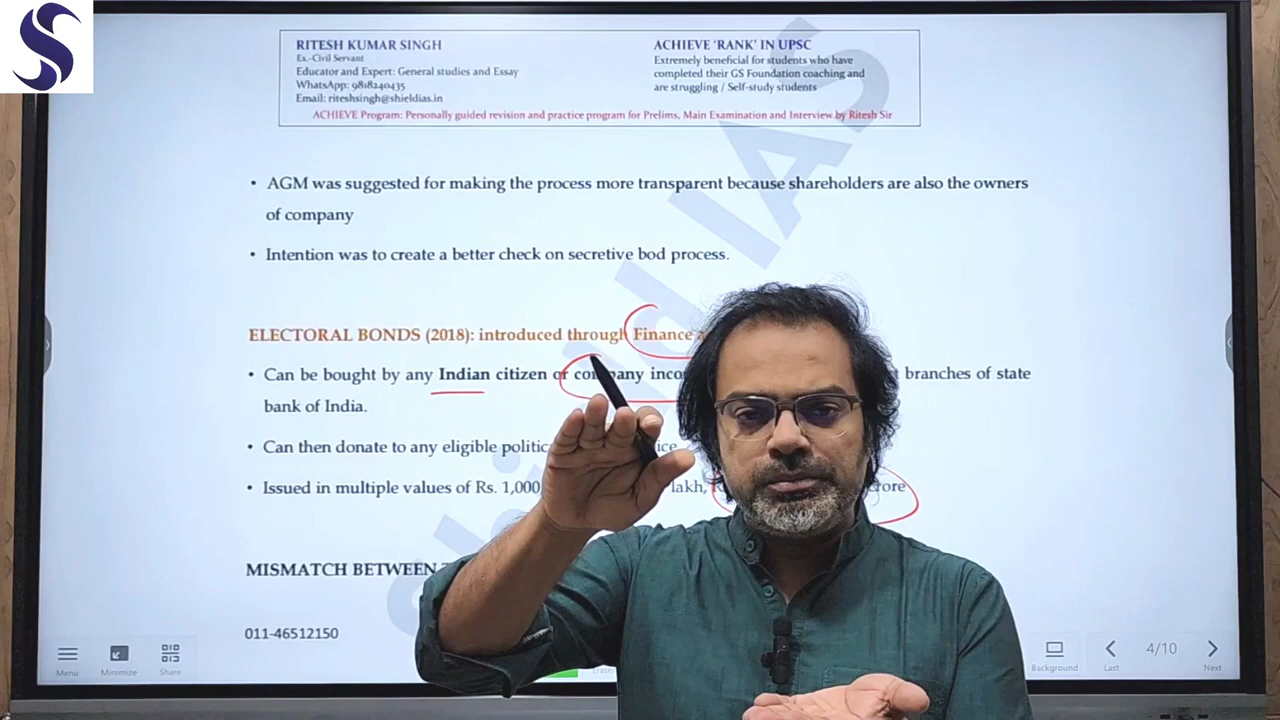 RITESH KUMAR SINGH
Ex.-Civil Servant
Educator and Expert: General studies and Essay
WhatsApp: 9818240435
Email: riteshsingh@shieldias.in
ACHIEVE 'RANK' IN UPSC
Extremely beneficial for students who have
completed their GS Foundation coaching and
are struggling / Self-study students
ACHIEVE Program: Personally guided revision and practice program for Prelims, Main Examination and Interview by Ritesh Sir
• AGM was suggested for making the process more transparent because shareholders are also the owners
of company
• Intention was to create a better check on secretive bod process.
ELECTORAL BONDS (2018): introduced through Finance
• Can be bought by any Indian citizen or company branches of state
bank of India.
• Can then donate to any eligible
• Issued in multiple values of Rs. 1,000 lakh, crore
MISMATCH BETWEEN
011-46512150
Menu
Minimize
Share
Background
Last
4/10
Next